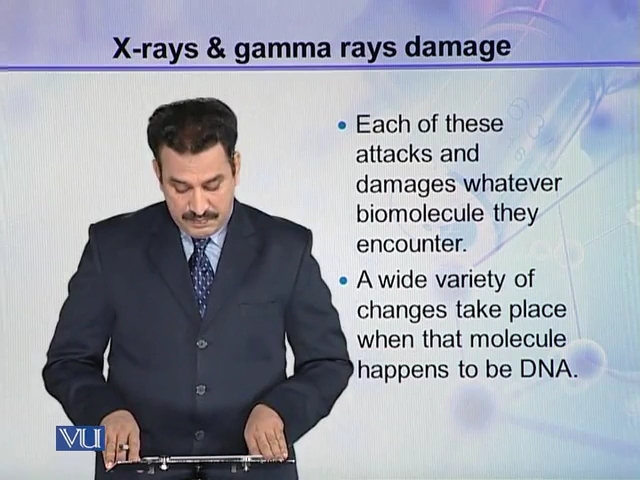 X-rays & gamma rays damage
• Each of these
attacks and
damages whatever
biomolecule they
encounter.
• A wide variety of
changes take place
when that molecule
happens to be DNA.
VU